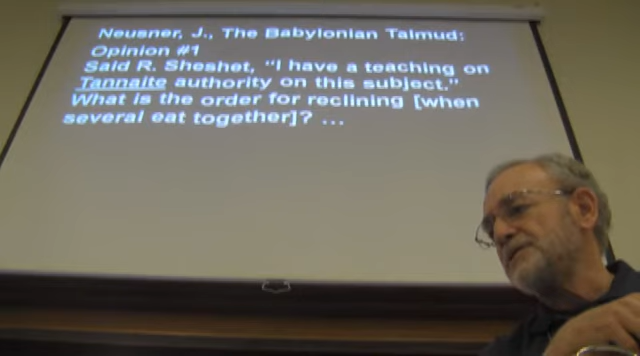 Neusner, J., The Babylonian Talmud:
Opinion #1
Said R. Sheshet, "I have a teaching on
Tannaite authority on this subject."
What is the order for reclining [when
several eat together]? ...